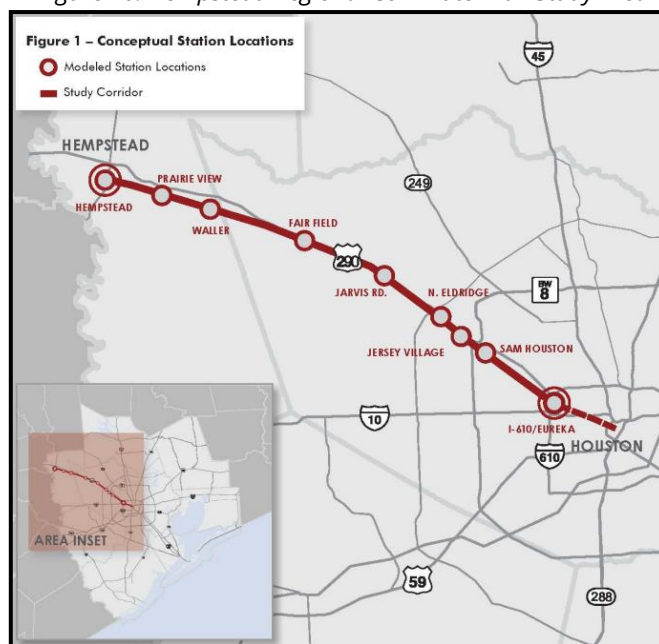 Figure 1 – Conceptual Station Locations
Modeled Station Locations
Study Corridor
45
HEMPSTEAD
249
PRAIRIE VIEW
HEMPSTEAD
WALLER
FAIR FIELD
290
JARVIS RD.
N. ELDRIDGE
BW
8
JERSEY VILLAGE
SAM HOUSTON
10
I-610/EUREKA
HOUSTON
610
AREA INSET
59
288